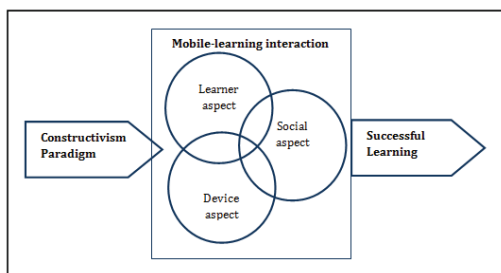 Mobile-learning interaction
Learner
aspect
Constructivism
Paradigm
Social
aspect
Successful
Learning
Device
aspect